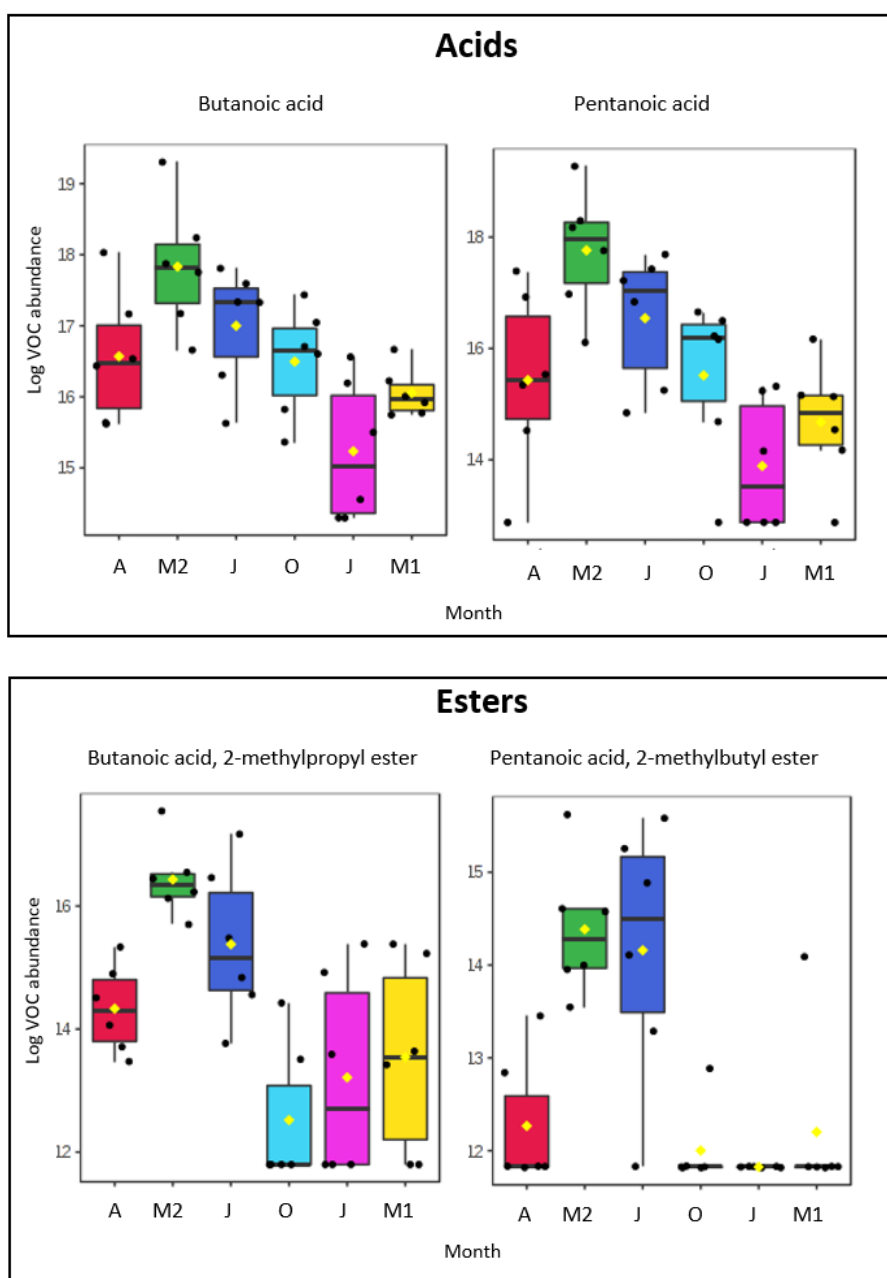 Acids
Butanoic acid Pentanoic acid
Log VOC abundance
19
18
17
16
15
18
16
14
A M2 J O J M1 A M2 J O J M1
Month
Esters
Butanoic acid, 2-methylpropyl ester Pentanoic acid, 2-methylbutyl ester
Log VOC abundance
16
14
12
15
14
13
12
A M2 J O J M1 A M2 J O J M1
Month